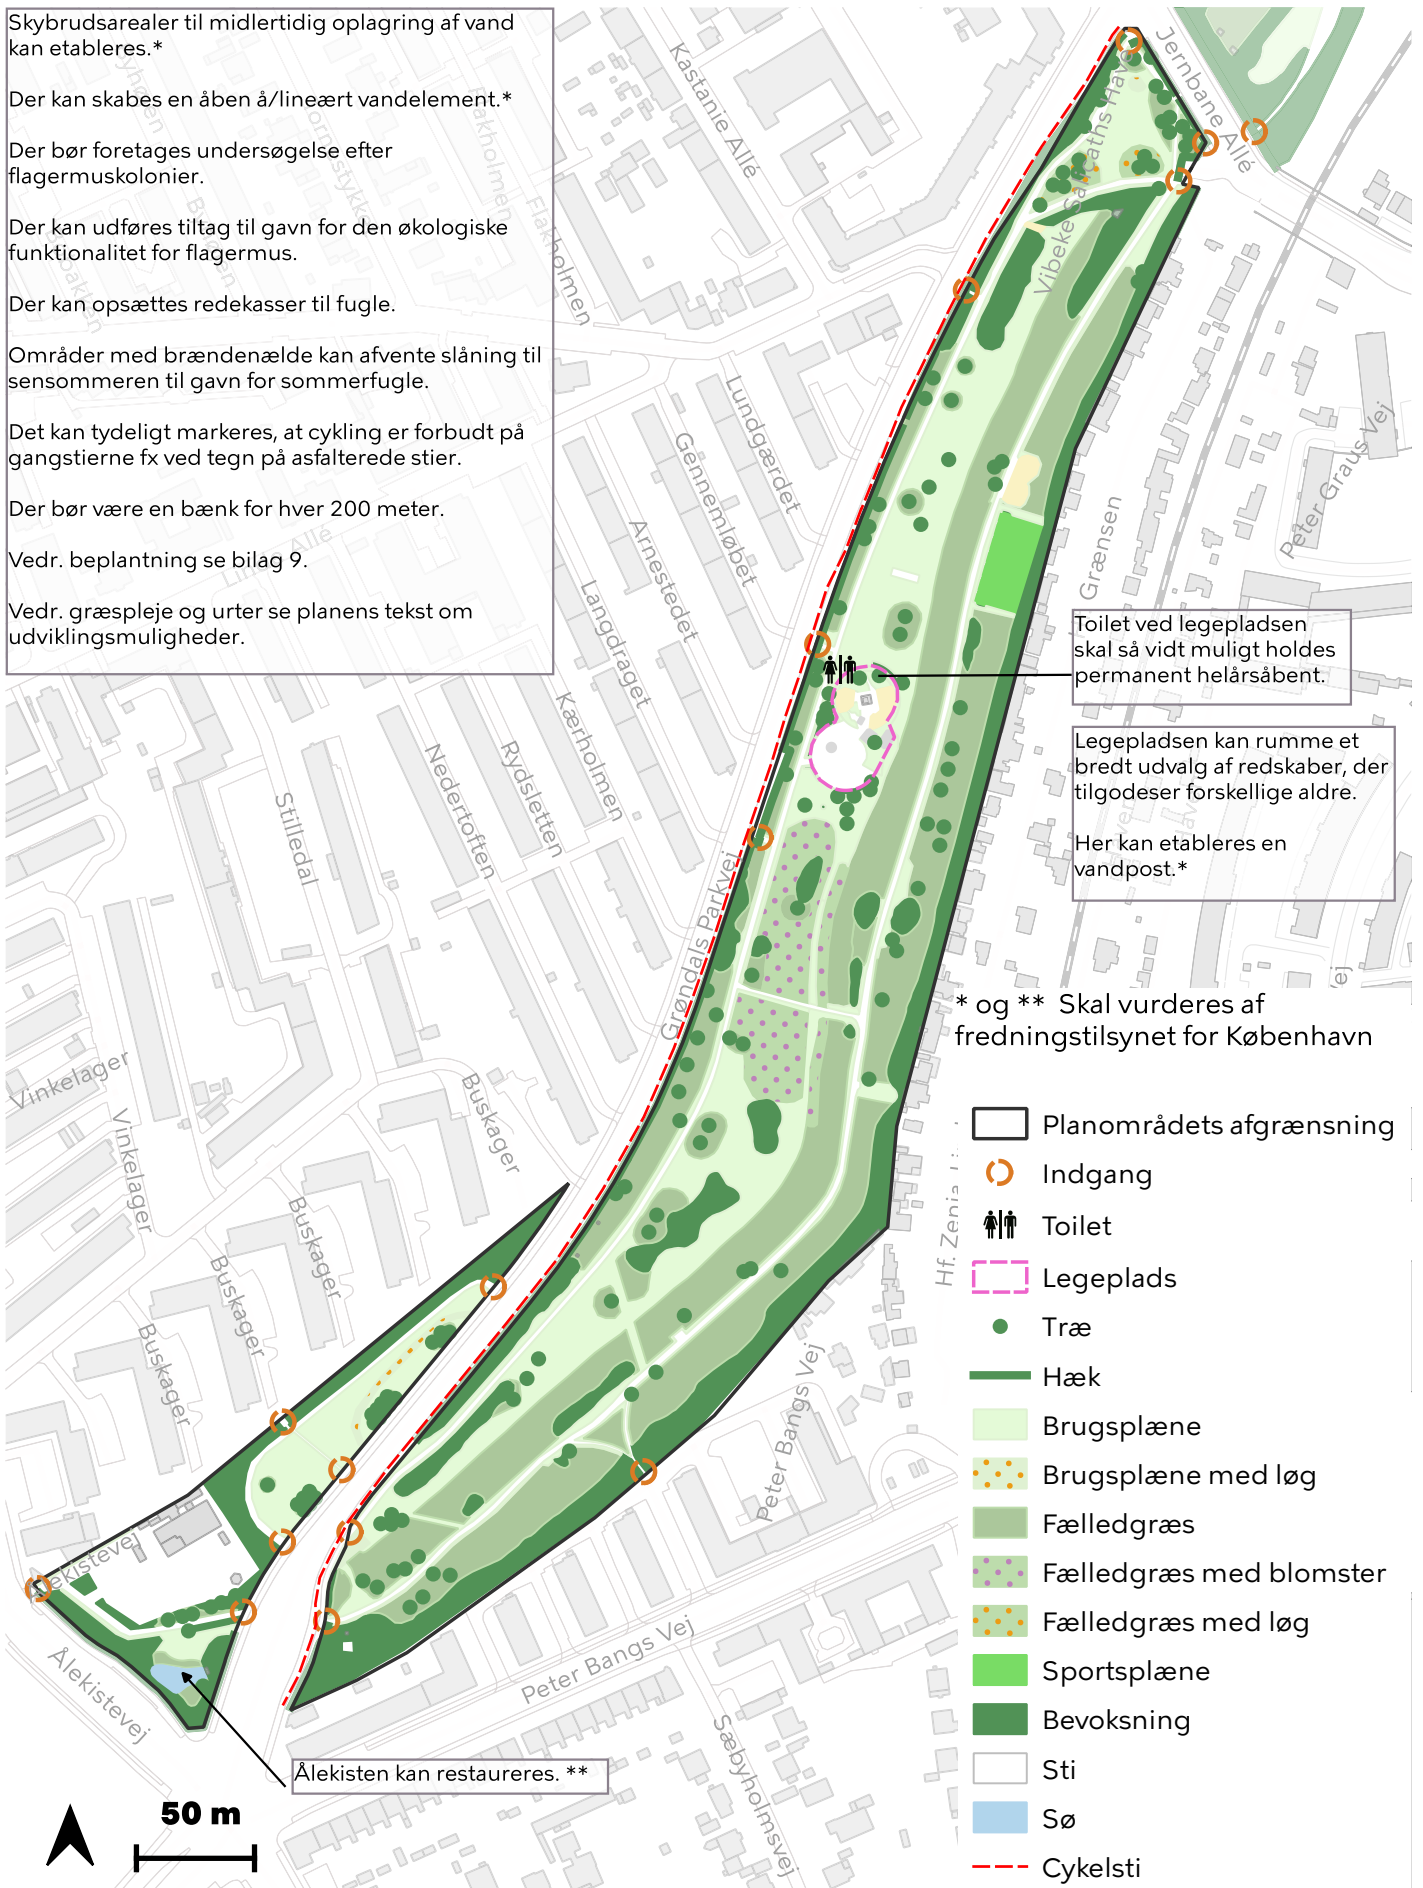 Skybrudsarealer til midlertidig oplagring af vand
kan etableres.*
Der kan skabes en åben å/lineært vandelement.*
Der bør foretages undersøgelse efter
flagermuskolonier.
Der kan udføres tiltag til gavn for den økologiske
funktionalitet for flagermus.
Der kan opsættes redekasser til fugle.
Områder med brændenælde kan afvente slåning til
sensommeren til gavn for sommerfugle.
Det kan tydeligt markeres, at cykling er forbudt på
gangstierne fx ved tegn på asfalterede stier.
Der bør være en bænk for hver 200 meter.
Vedr. beplantning se bilag 9.
Vedr. græspleje og urter se planens tekst om
udviklingsmuligheder.
Kastanie Allé
Jernbane Allé
Vibeke Salicaths Have
Flakholmen
Flakholmen
Lundgærdet
Gennemløbet
Arnestedet
Langdraget
Kærholmen
Rydsletten
Nedertoften
Stilledal
Grænsen
Peter Graus Vej
Toilet ved legepladsen
skal så vidt muligt holdes
permanent helårsåbent.
Legepladsen kan rumme et
bredt udvalg af redskaber, der
tilgodeser forskellige aldre.
Her kan etableres en
vandpost.*
Grøndals Parkvej
Vinkelager
Vinkelager
Buskager
Buskager
Buskager
Buskager
Hf. Zenia
Peter Bangs Vej
Peter Bangs Vej
Ålekistevej
Sæbyholmsvej
* og ** Skal vurderes af
fredningstilsynet for København
Planområdets afgrænsning
Indgang
Toilet
Legeplads
Træ
Hæk
Brugsplæne
Brugsplæne med løg
Fælledgræs
Fælledgræs med blomster
Fælledgræs med løg
Sportsplæne
Bevoksning
Sti
Sø
Cykelsti
Ålekisten kan restaureres. **
50 m